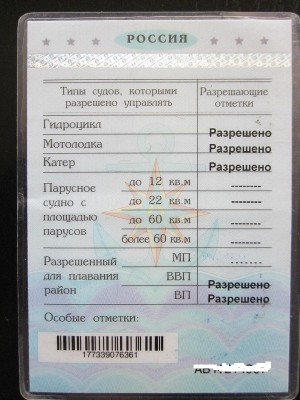 РОССИЯ
Типы судов, которыми разрешено управлять
Разрешающие отметки
Гидроцикл Разрешено
Мотолодка Разрешено
Катер Разрешено
Парусное судно с площадью парусов
до 12 кв.м --------
до 22 кв.м --------
до 60 кв.м --------
более 60 кв.м --------
Разрешенный для плавания район
МП -------
ВВП Разрешено
ВП Разрешено
Особые отметки:
177339076361